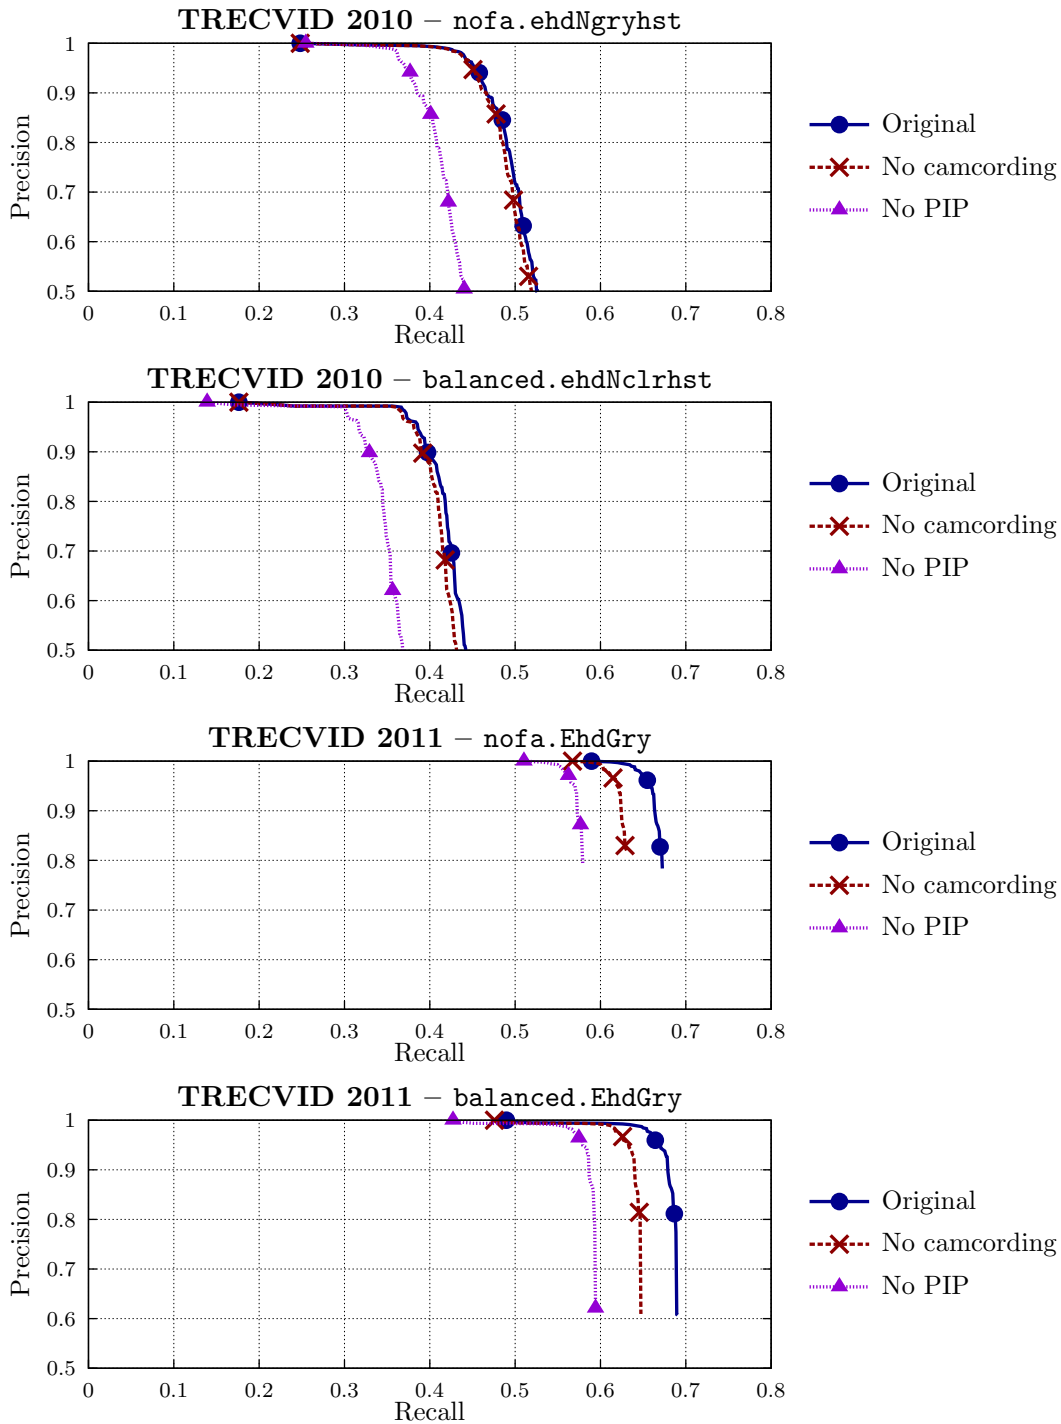 TRECVID 2010 – nofa.ehdNgryhst
1
0.9
0.8
0.7
0.6
0.5
Precision
0 0.1 0.2 0.3 0.4 0.5 0.6 0.7 0.8
Recall
Original
No camcording
No PIP
TRECVID 2010 – balanced.ehdNclrhst
1
0.9
0.8
0.7
0.6
0.5
Precision
0 0.1 0.2 0.3 0.4 0.5 0.6 0.7 0.8
Recall
Original
No camcording
No PIP
TRECVID 2011 – nofa.EhdGry
1
0.9
0.8
0.7
0.6
0.5
Precision
0 0.1 0.2 0.3 0.4 0.5 0.6 0.7 0.8
Recall
Original
No camcording
No PIP
TRECVID 2011 – balanced.EhdGry
1
0.9
0.8
0.7
0.6
0.5
Precision
0 0.1 0.2 0.3 0.4 0.5 0.6 0.7 0.8
Recall
Original
No camcording
No PIP